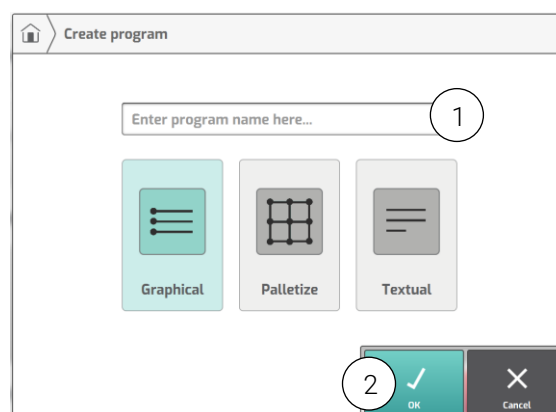 Create program
Enter program name here...
1
Graphical
Palletize
Textual
2
OK
Cancel